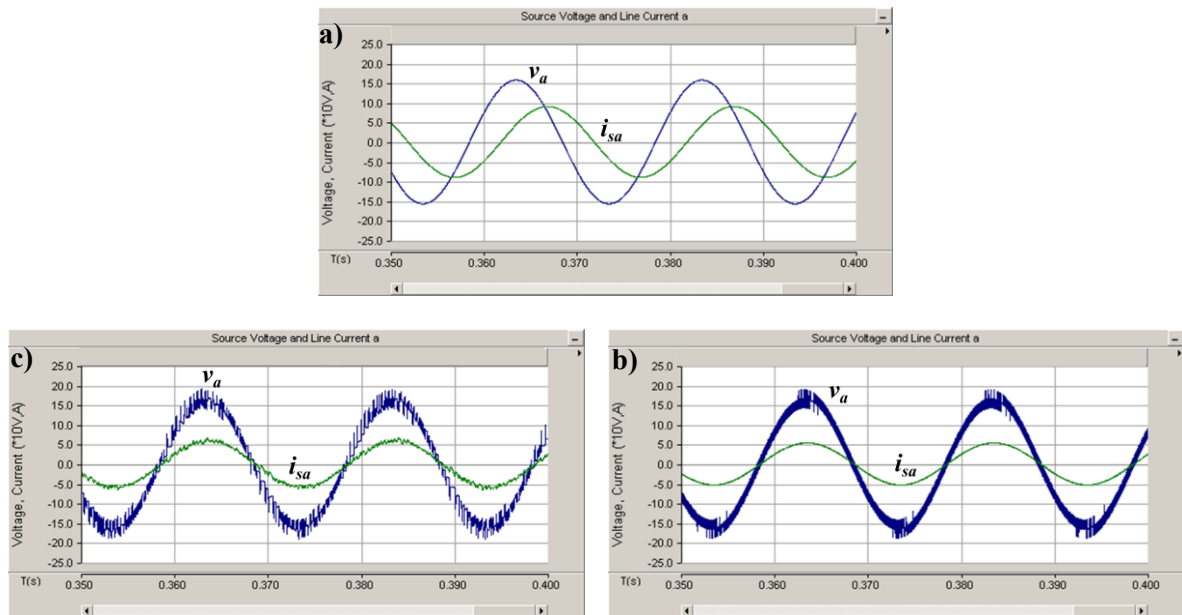 Source Voltage and Line Current a
a)
Voltage, Current (*10V,A)
25.0
20.0
15.0
10.0
5.0
0.0
-5.0
-10.0
-15.0
-20.0
-25.0
va
isa
T(s)
0.350 0.360 0.370 0.380 0.390 0.400
Source Voltage and Line Current a
c)
Voltage, Current (*10V,A)
25.0
20.0
15.0
10.0
5.0
0.0
-5.0
-10.0
-15.0
-20.0
-25.0
va
isa
T(s)
0.350 0.360 0.370 0.380 0.390 0.400
Source Voltage and Line Current a
b)
Voltage, Current (*10V,A)
25.0
20.0
15.0
10.0
5.0
0.0
-5.0
-10.0
-15.0
-20.0
-25.0
va
isa
T(s)
0.350 0.360 0.370 0.380 0.390 0.400